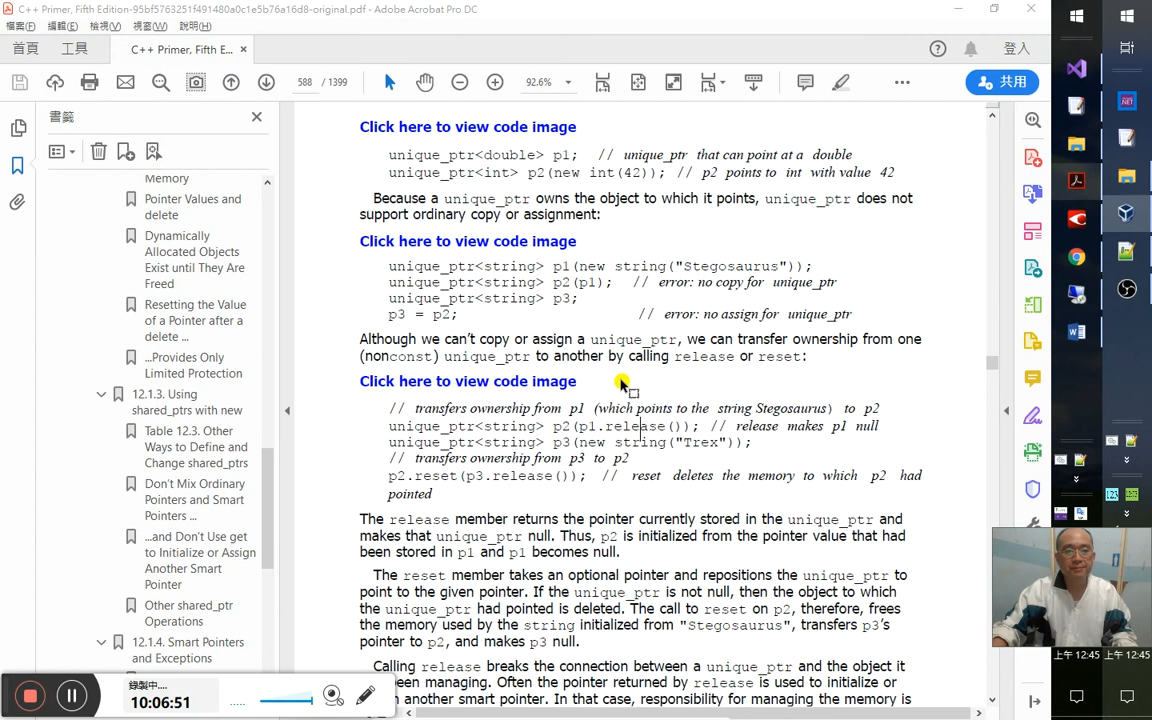 C++ Primer, Fifth Edition-95bf5763251f491480a0c1e5b76a16d8-original.pdf - Adobe Acrobat Pro DC
檔案(F) 編輯(E) 檢視(V) 視窗(W) 說明(H)
首頁 工具 C++ Primer, Fifth E... × 登入
588 / 1399 92.6% 共用
書籤
Memory
Pointer Values and
delete
Dynamically
Allocated Objects
Exist until They Are
Freed
Resetting the Value
of a Pointer after a
delete ...
...Provides Only
Limited Protection
12.1.3. Using
shared_ptrs with new
Table 12.3. Other
Ways to Define and
Change shared_ptrs
Don't Mix Ordinary
Pointers and Smart
Pointers ...
...and Don't Use get
to Initialize or Assign
Another Smart
Pointer
Other shared_ptr
Operations
12.1.4. Smart Pointers
and Exceptions
Click here to view code image
unique_ptr<double> p1; // unique_ptr that can point at a double
unique_ptr<int> p2(new int(42)); // p2 points to int with value 42
Because a unique_ptr owns the object to which it points, unique_ptr does not
support ordinary copy or assignment:
Click here to view code image
unique_ptr<string> p1(new string("Stegosaurus"));
unique_ptr<string> p2(p1); // error: no copy for unique_ptr
unique_ptr<string> p3;
p3 = p2; // error: no assign for unique_ptr
Although we can't copy or assign a unique_ptr, we can transfer ownership from one
(nonconst) unique_ptr to another by calling release or reset:
Click here to view code image
// transfers ownership from p1 (which points to the string Stegosaurus) to p2
unique_ptr<string> p2(p1.release()); // release makes p1 null
unique_ptr<string> p3(new string("Trex"));
// transfers ownership from p3 to p2
p2.reset(p3.release()); // reset deletes the memory to which p2 had
pointed
The release member returns the pointer currently stored in the unique_ptr and
makes that unique_ptr null. Thus, p2 is initialized from the pointer value that had
been stored in p1 and p1 becomes null.
The reset member takes an optional pointer and repositions the unique_ptr to
point to the given pointer. If the unique_ptr is not null, then the object to which
the unique_ptr had pointed is deleted. The call to reset on p2, therefore, frees
the memory used by the string initialized from "Stegosaurus", transfers p3's
pointer to p2, and makes p3 null.
Calling release breaks the connection between a unique_ptr and the object it
been managing. Often the pointer returned by release is used to initialize or
another smart pointer. In that case, responsibility for managing the memory is
錄製中...
10:06:51
上午 12:45 上午 12:45